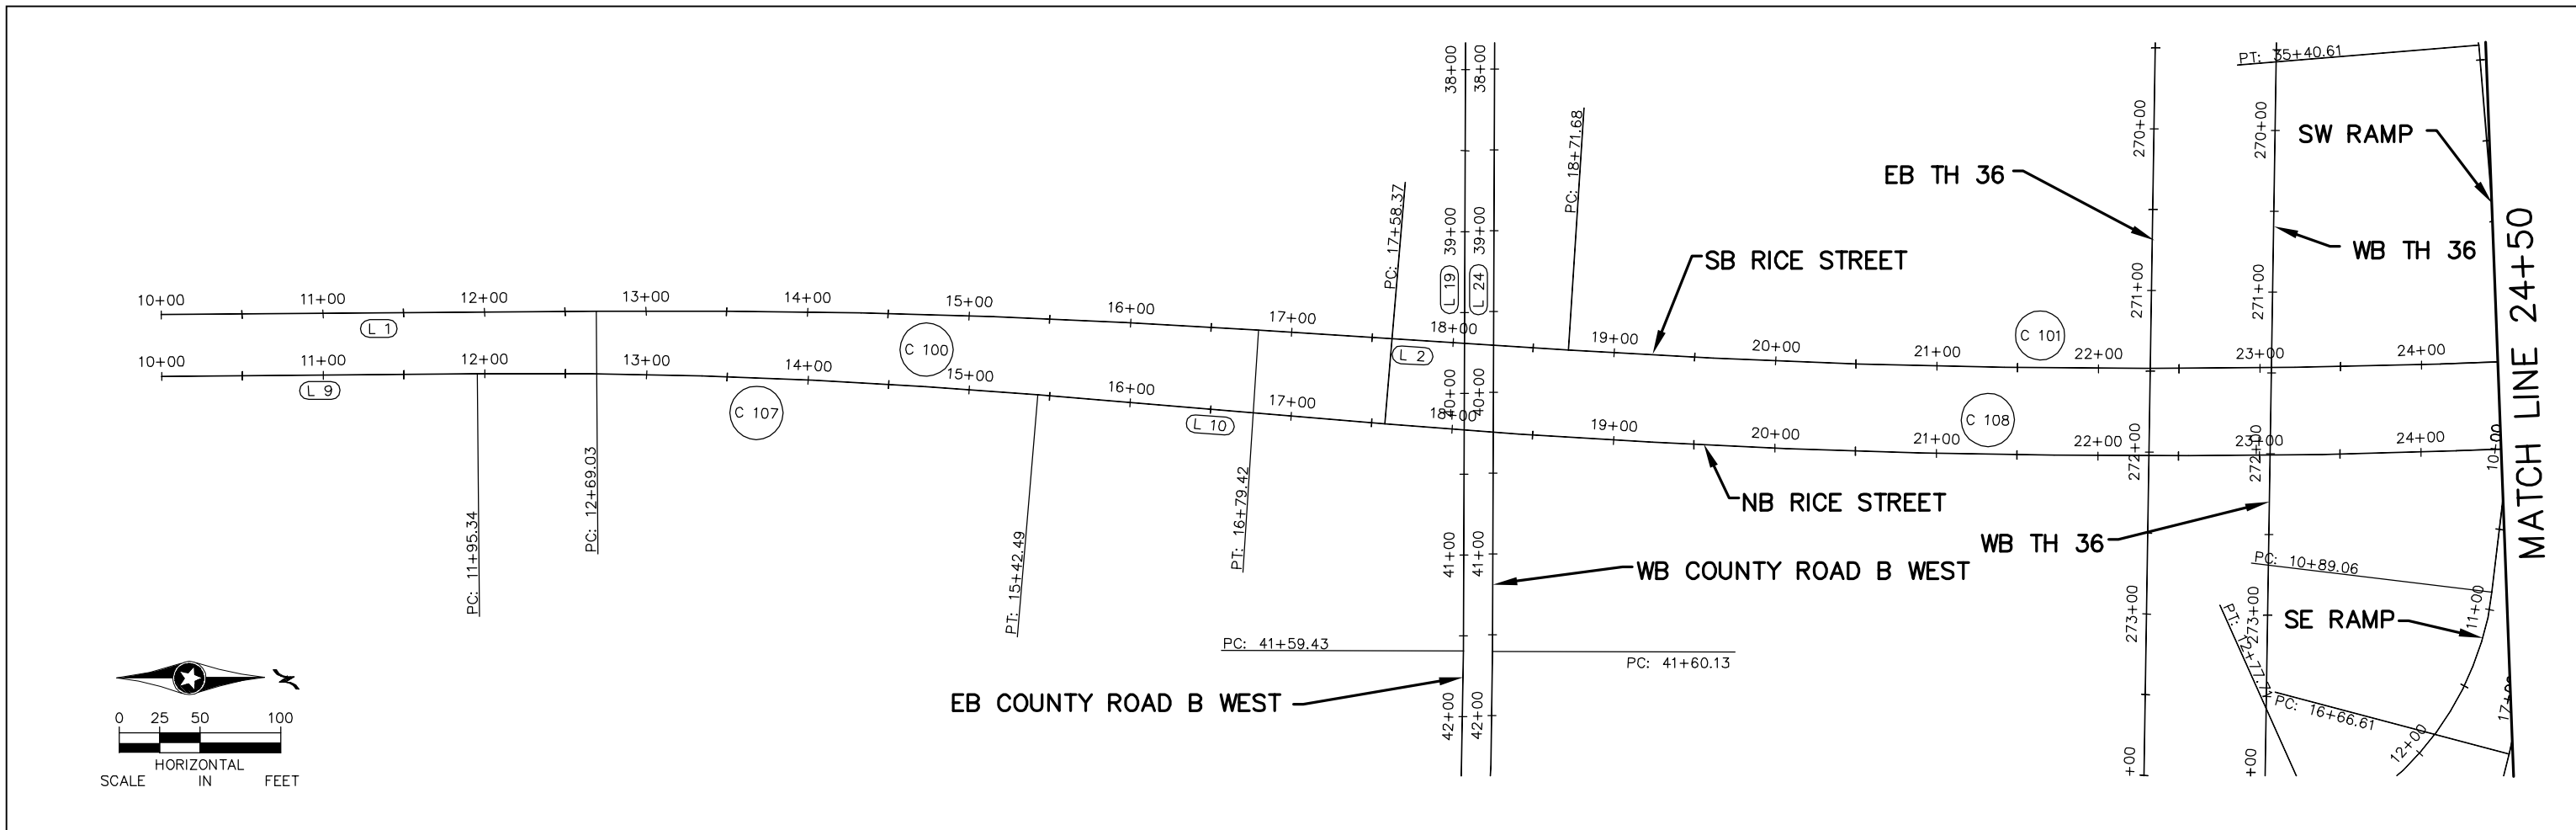 38+00
38+00
PT: 35+40.61
SW RAMP
270+00
270+00
PC: 18+71.68
EB TH 36
PC: 17+58.37
39+00
39+00
WB TH 36
SB RICE STREET
MATCH LINE 24+50
L 19
L 24
271+00
271+00
10+00
11+00
12+00
13+00
14+00
15+00
16+00
17+00
18+00
19+00
20+00
21+00
22+00
23+00
24+00
L 1
C 100
L 2
C 101
10+00
11+00
12+00
13+00
14+00
15+00
16+00
17+00
18+00
19+00
20+00
21+00
22+00
23+00
24+00
40+00
40+00
L 9
C 107
L 10
C 108
272+00
272+00
10+00
PC: 12+69.03
PT: 16+79.42
NB RICE STREET
PC: 11+95.34
PT: 15+42.49
41+00
41+00
WB TH 36
WB COUNTY ROAD B WEST
PC: 10+89.06
11+00
273+00
273+00
SE RAMP
PC: 41+59.43
PC: 41+60.13
EB COUNTY ROAD B WEST
42+00
42+00
PC: 16+66.61
12+00
+00
+00
0 25 50 100
HORIZONTAL
SCALE IN FEET